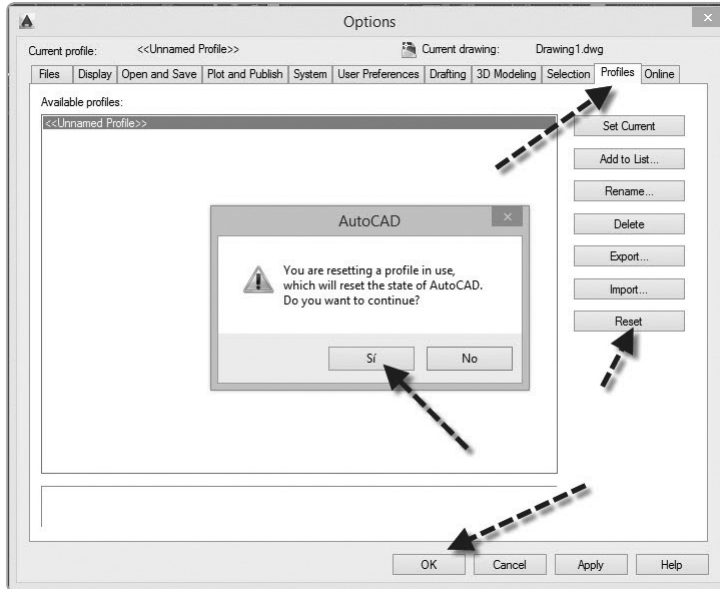 Options
Current profile: <<Unnamed Profile>> Current drawing: Drawing1.dwg
Files Display Open and Save Plot and Publish System User Preferences Drafting 3D Modeling Selection Profiles Online
Available profiles:
<<Unnamed Profile>>
Set Current
Add to List...
Rename...
Delete
Export...
Import...
Reset
AutoCAD
You are resetting a profile in use,
which will reset the state of AutoCAD.
Do you want to continue?
Sí No
OK Cancel Apply Help